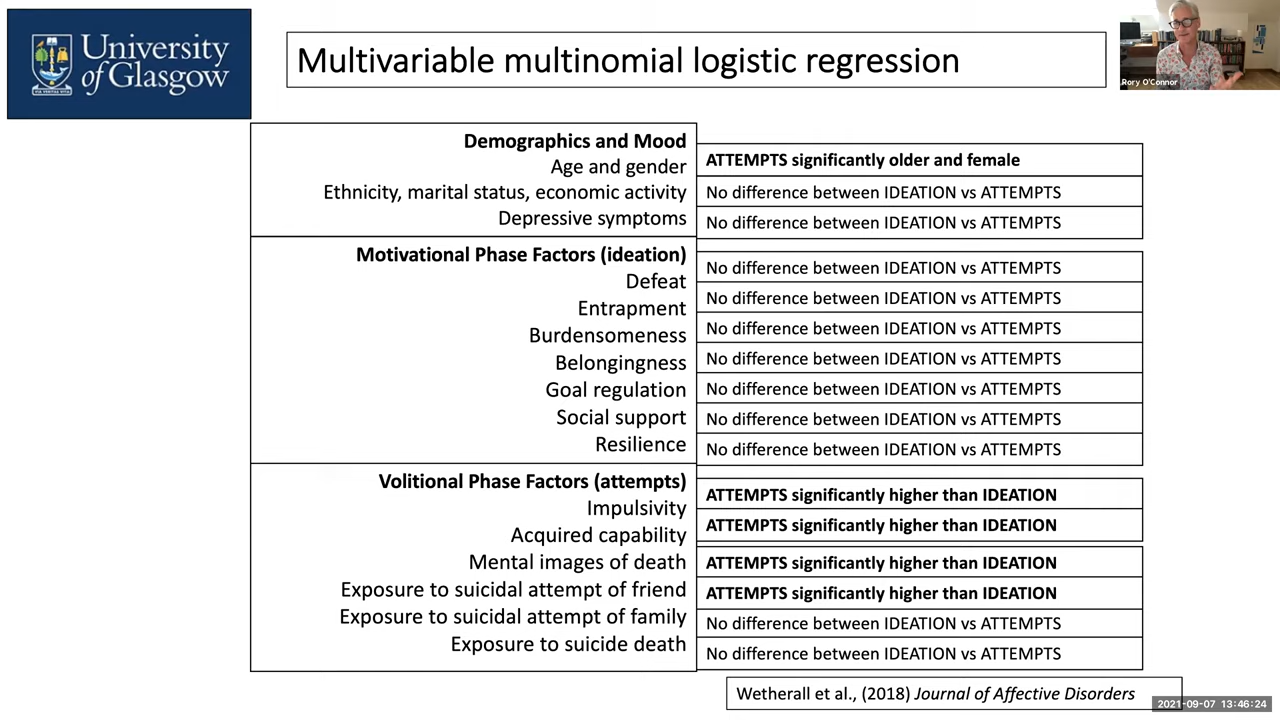 University
of Glasgow
Multivariable multinomial logistic regression
Rory O'Connor
Demographics and Mood
Age and gender
ATTEMPTS significantly older and female
Ethnicity, marital status, economic activity
No difference between IDEATION vs ATTEMPTS
Depressive symptoms
No difference between IDEATION vs ATTEMPTS
Motivational Phase Factors (ideation)
Defeat
No difference between IDEATION vs ATTEMPTS
Entrapment
No difference between IDEATION vs ATTEMPTS
Burdensomeness
No difference between IDEATION vs ATTEMPTS
Belongingness
No difference between IDEATION vs ATTEMPTS
Goal regulation
No difference between IDEATION vs ATTEMPTS
Social support
No difference between IDEATION vs ATTEMPTS
Resilience
No difference between IDEATION vs ATTEMPTS
Volitional Phase Factors (attempts)
Impulsivity
ATTEMPTS significantly higher than IDEATION
Acquired capability
ATTEMPTS significantly higher than IDEATION
Mental images of death
ATTEMPTS significantly higher than IDEATION
Exposure to suicidal attempt of friend
ATTEMPTS significantly higher than IDEATION
Exposure to suicidal attempt of family
No difference between IDEATION vs ATTEMPTS
Exposure to suicide death
No difference between IDEATION vs ATTEMPTS
Wetherall et al., (2018) Journal of Affective Disorders
2021-09-07 13:46:24